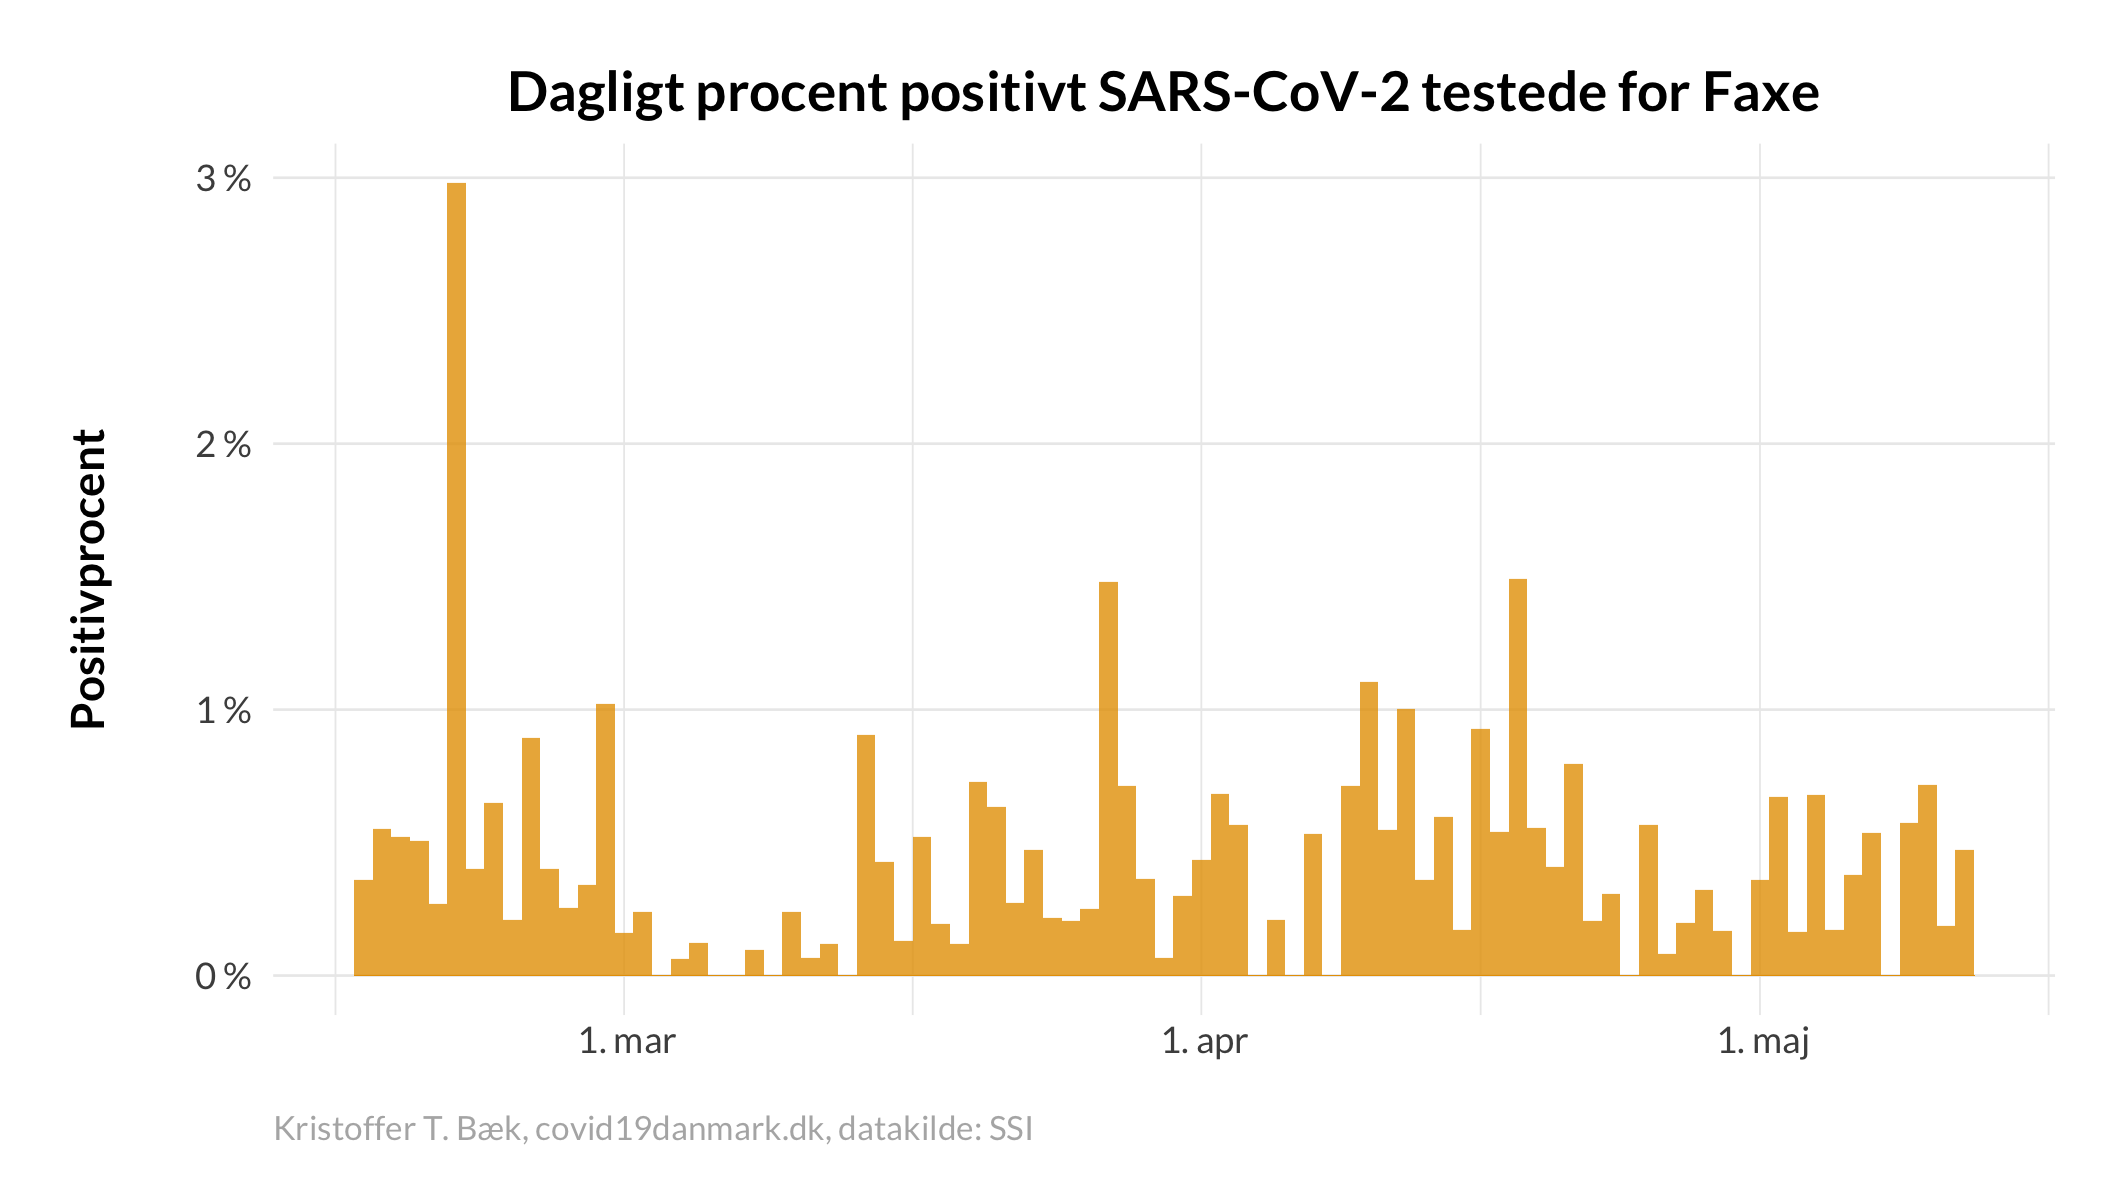 Dagligt procent positivt SARS-CoV-2 testede for Faxe
Positivprocent
3 %
2 %
1 %
0 %
1. mar
1. apr
1. maj
Kristoffer T. Bæk, covid19danmark.dk, datakilde: SSI